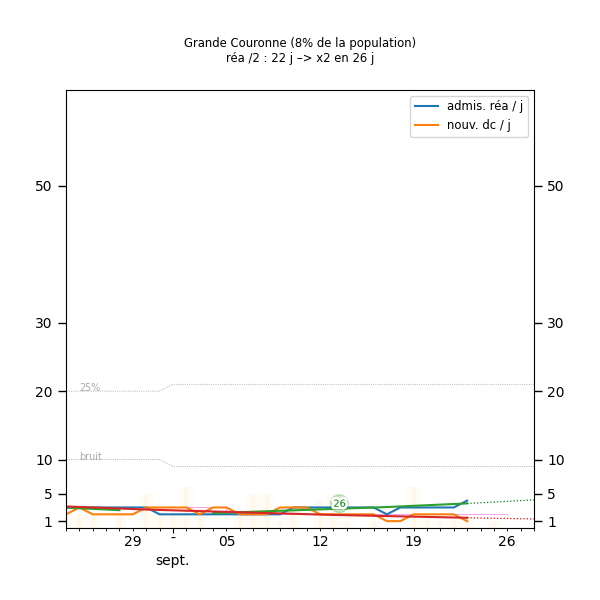 Grande Couronne (8% de la population)
réa /2 : 22 j –> x2 en 26 j
admis. réa / j
nouv. dc / j
50 50
30 30
25%
20 20
bruit
10 10
5 5
26
1 1
29 - 05 12 19 26
sept.